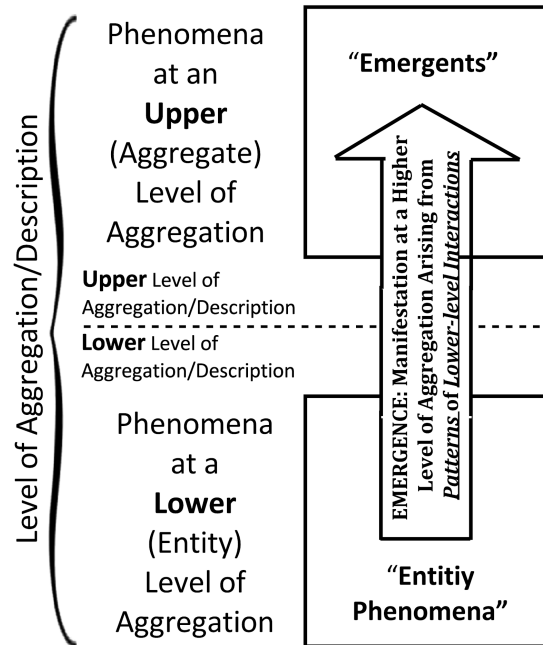 Level of Aggregation/Description
Phenomena
at an
Upper
(Aggregate)
Level of
Aggregation
“Emergents”
EMERGENCE: Manifestation at a Higher
Level of Aggregation Arising from
Patterns of Lower-level Interactions
Upper Level of
Aggregation/Description
Lower Level of
Aggregation/Description
Phenomena
at a
Lower
(Entity)
Level of
Aggregation
“Entitiy
Phenomena”